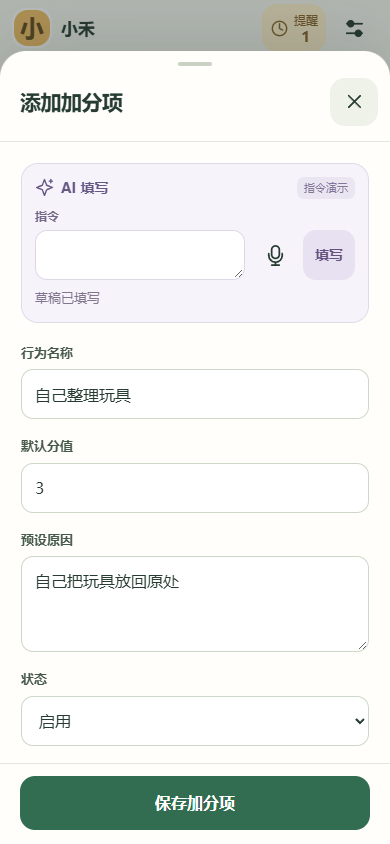 小 小禾 提醒
1
添加加分项
AI 填写 指令演示
指令
填写
草稿已填写
行为名称
自己整理玩具
默认分值
3
预设原因
自己把玩具放回原处
状态
启用
保存加分项